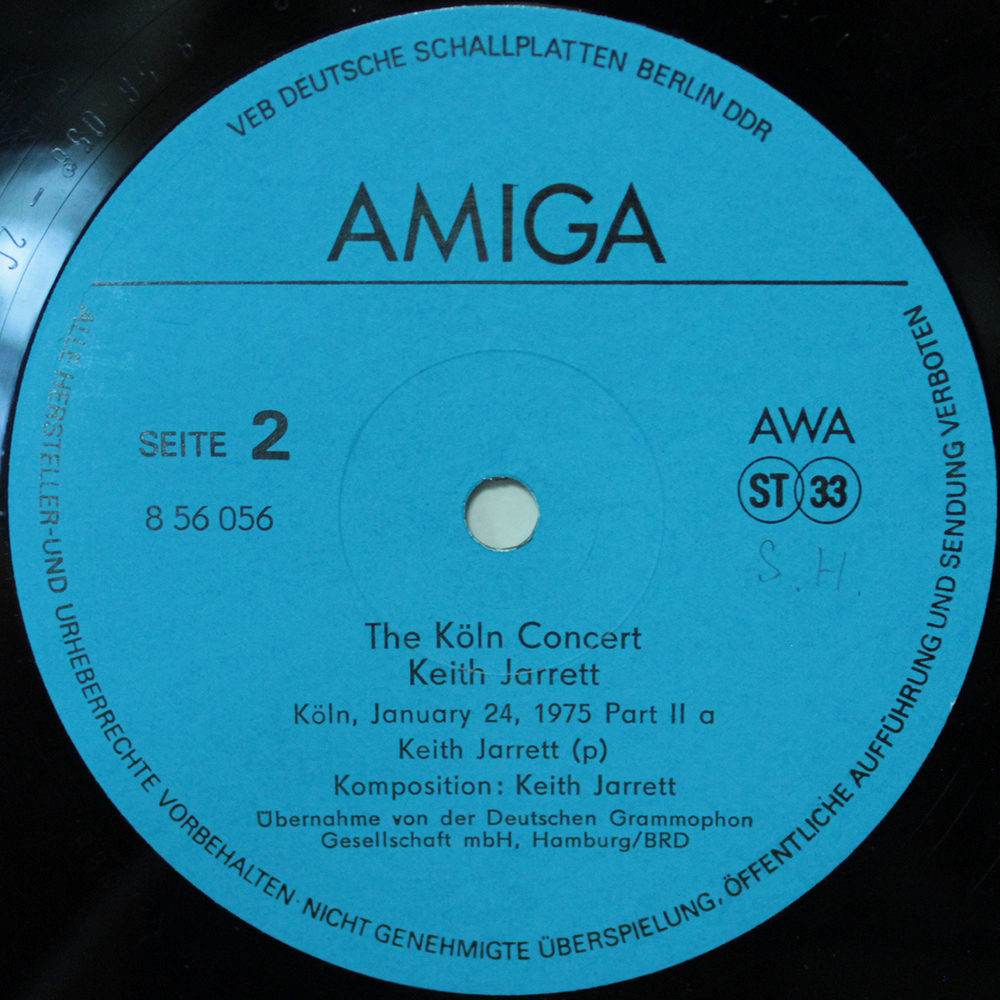 VEB DEUTSCHE SCHALLPLATTEN BERLIN DDR
AMIGA
SEITE 2
8 56 056
AWA
ST 33
S.H.
The Köln Concert
Keith Jarrett
Köln, January 24, 1975 Part II a
Keith Jarrett (p)
Komposition: Keith Jarrett
Übernahme von der Deutschen Grammophon
Gesellschaft mbH, Hamburg/BRD
ALLE HERSTELLER-UND URHEBERRECHTE VORBEHALTEN · NICHT GENEHMIGTE ÜBERSPIELUNG, ÖFFENTLICHE AUFFÜHRUNG UND SENDUNG VERBOTEN